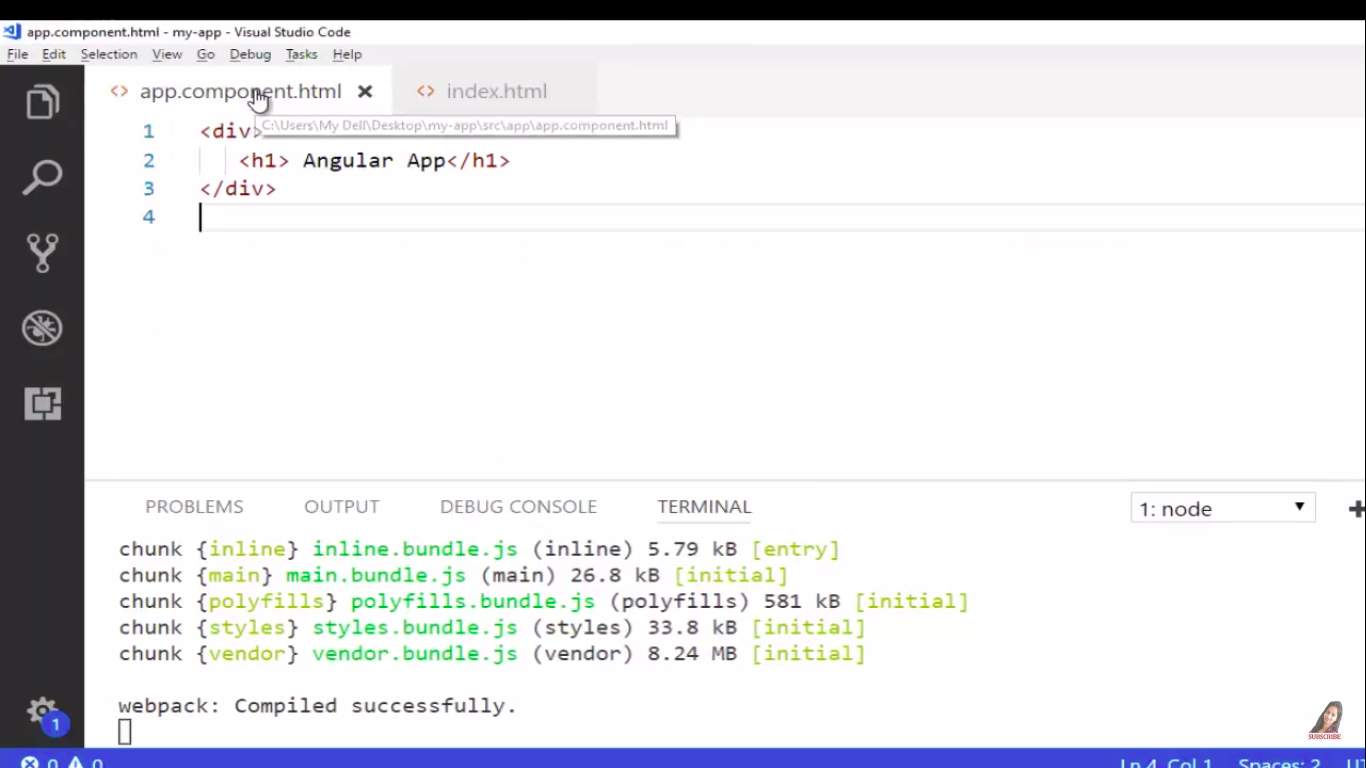 app.component.html - my-app - Visual Studio Code
File Edit Selection View Go Debug Tasks Help
app.component.html index.html
C:\Users\My Dell\Desktop\my-app\src\app\app.component.html
1 <div>
2 <h1> Angular App</h1>
3 </div>
4
PROBLEMS OUTPUT DEBUG CONSOLE TERMINAL 1: node
chunk {inline} inline.bundle.js (inline) 5.79 kB [entry]
chunk {main} main.bundle.js (main) 26.8 kB [initial]
chunk {polyfills} polyfills.bundle.js (polyfills) 581 kB [initial]
chunk {styles} styles.bundle.js (styles) 33.8 kB [initial]
chunk {vendor} vendor.bundle.js (vendor) 8.24 MB [initial]
webpack: Compiled successfully.
1
SUBSCRIBE
0 0 Ln 4, Col 1 Spaces: 2